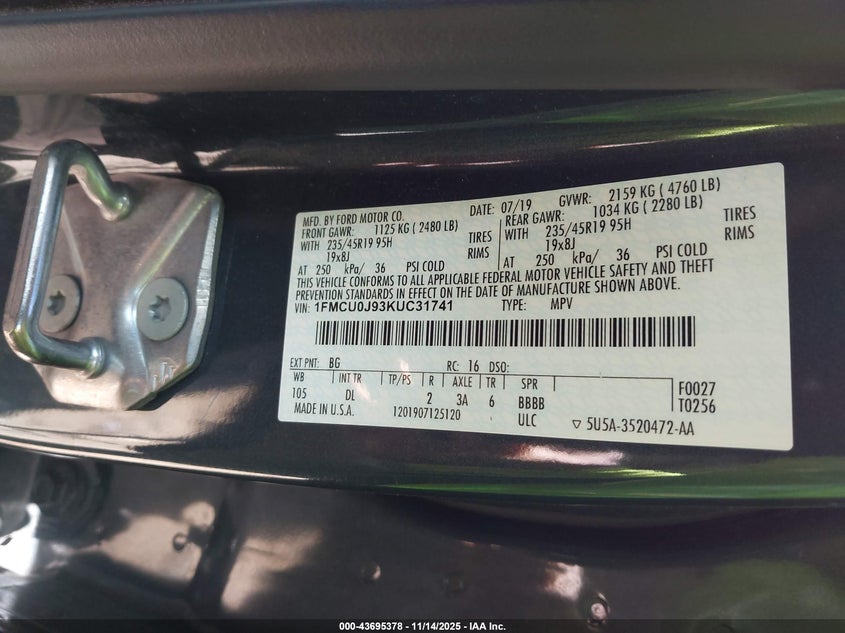 MFD. BY FORD MOTOR CO. DATE: 07/19 GVWR: 2159 KG ( 4760 LB)
FRONT GAWR: 1125 KG ( 2480 LB) REAR GAWR: 1034 KG ( 2280 LB)
WITH 235/45R19 95H TIRES WITH 235/45R19 95H TIRES
19x8J RIMS 19x8J RIMS
AT 250 kPa/ 36 PSI COLD AT 250 kPa/ 36 PSI COLD
THIS VEHICLE CONFORMS TO ALL APPLICABLE FEDERAL MOTOR VEHICLE SAFETY AND THEFT
PREVENTION STANDARDS IN EFFECT ON THE DATE OF MANUFACTURE SHOWN ABOVE.
VIN: 1FMCU0J93KUC31741 TYPE: MPV
EXT PNT: BG RC: 16 DSO:
WB INT TR TP/PS R AXLE TR SPR F0027
105 DL 2 3A 6 BBBB T0256
MADE IN U.S.A. 1201907125120 ULC ▽ 5U5A-3520472-AA
000-43695378 - 11/14/2025 - IAA Inc.